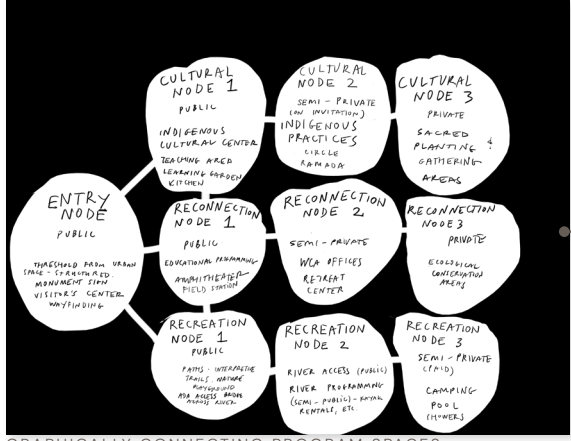 CULTURAL
NODE 1
PUBLIC
INDIGENOUS
CULTURAL CENTER
TEACHING AREA
LEARNING GARDEN
KITCHEN
CULTURAL
NODE 2
SEMI-PRIVATE
(ON INVITATION)
INDIGENOUS
PRACTICES
CIRCLE
RAMADA
CULTURAL
NODE 3
PRIVATE
SACRED
PLANTING &
GATHERING
AREAS
ENTRY
NODE
PUBLIC
THRESHOLD FROM URBAN
SPACE - STRUCTURED.
MONUMENT SIGN
VISITOR'S CENTER
WAYFINDING
RECONNECTION
NODE 1
PUBLIC
EDUCATIONAL PROGRAMMING
AMPHITHEATER
FIELD STATION
RECONNECTION
NODE 2
SEMI-PRIVATE
WCA OFFICES
RETREAT
CENTER
RECONNECTION
NODE 3
PRIVATE
ECOLOGICAL
CONSERVATION
AREAS
RECREATION
NODE 1
PUBLIC
PATHS - INTERPRETIVE
TRAILS, NATURE
PLAYGROUND
ADA ACCESS BRIDGE
ACROSS RIVER
RECREATION
NODE 2
RIVER ACCESS (PUBLIC)
RIVER PROGRAMMING
(SEMI-PUBLIC) - KAYAK
RENTALS, ETC.
RECREATION
NODE 3
SEMI-PRIVATE
(PAID)
CAMPING
POOL
SHOWERS
GRAPHICALLY CONNECTING PROGRAM SPACES